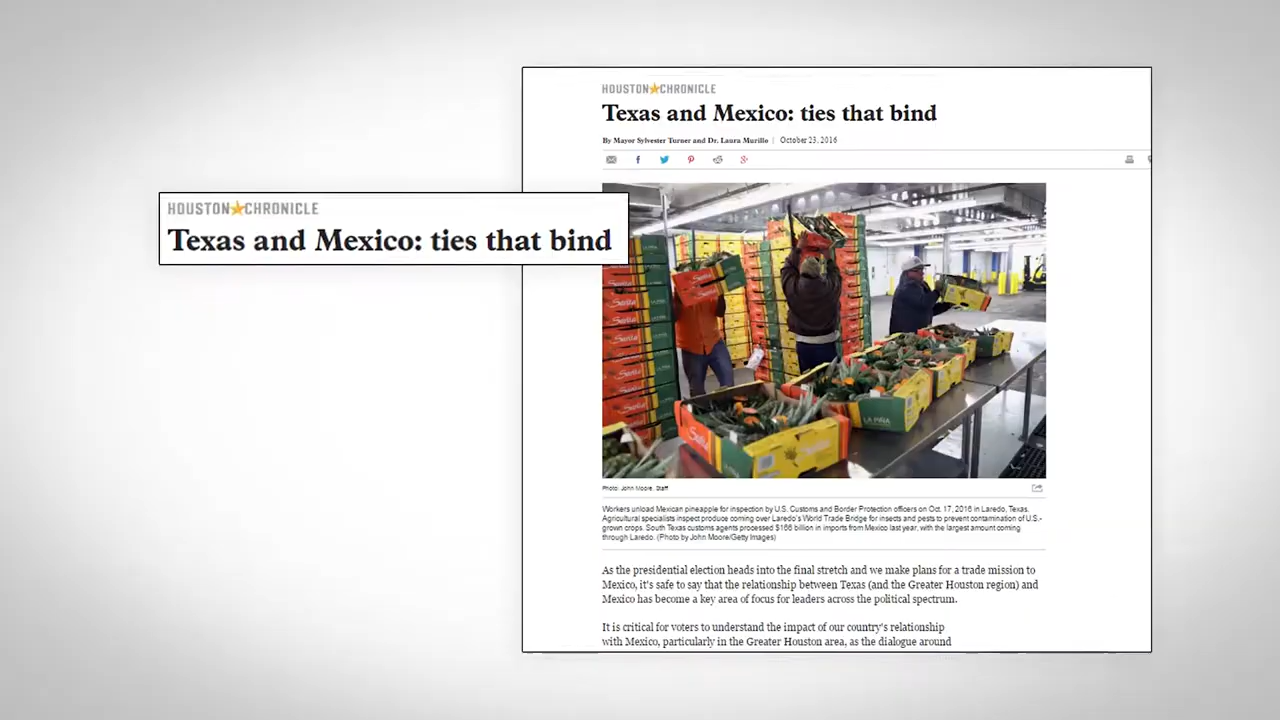 HOUSTON CHRONICLE
Texas and Mexico: ties that bind
By Mayor Sylvester Turner and Dr. Laura Murillo | October 23, 2016
HOUSTON CHRONICLE
Texas and Mexico: ties that bind
Sarita
LA PIÑA
Photo: John Moore, Staff
Workers unload Mexican pineapple for inspection by U.S. Customs and Border Protection officers on Oct. 17, 2016 in Laredo, Texas.
Agricultural specialists inspect produce coming over Laredo's World Trade Bridge for insects and pests to prevent contamination of U.S.-
grown crops. South Texas customs agents processed $166 billion in imports from Mexico last year, with the largest amount coming
through Laredo. (Photo by John Moore/Getty Images)
As the presidential election heads into the final stretch and we make plans for a trade mission to
Mexico, it's safe to say that the relationship between Texas (and the Greater Houston region) and
Mexico has become a key area of focus for leaders across the political spectrum.
It is critical for voters to understand the impact of our country's relationship
with Mexico, particularly in the Greater Houston area, as the dialogue around